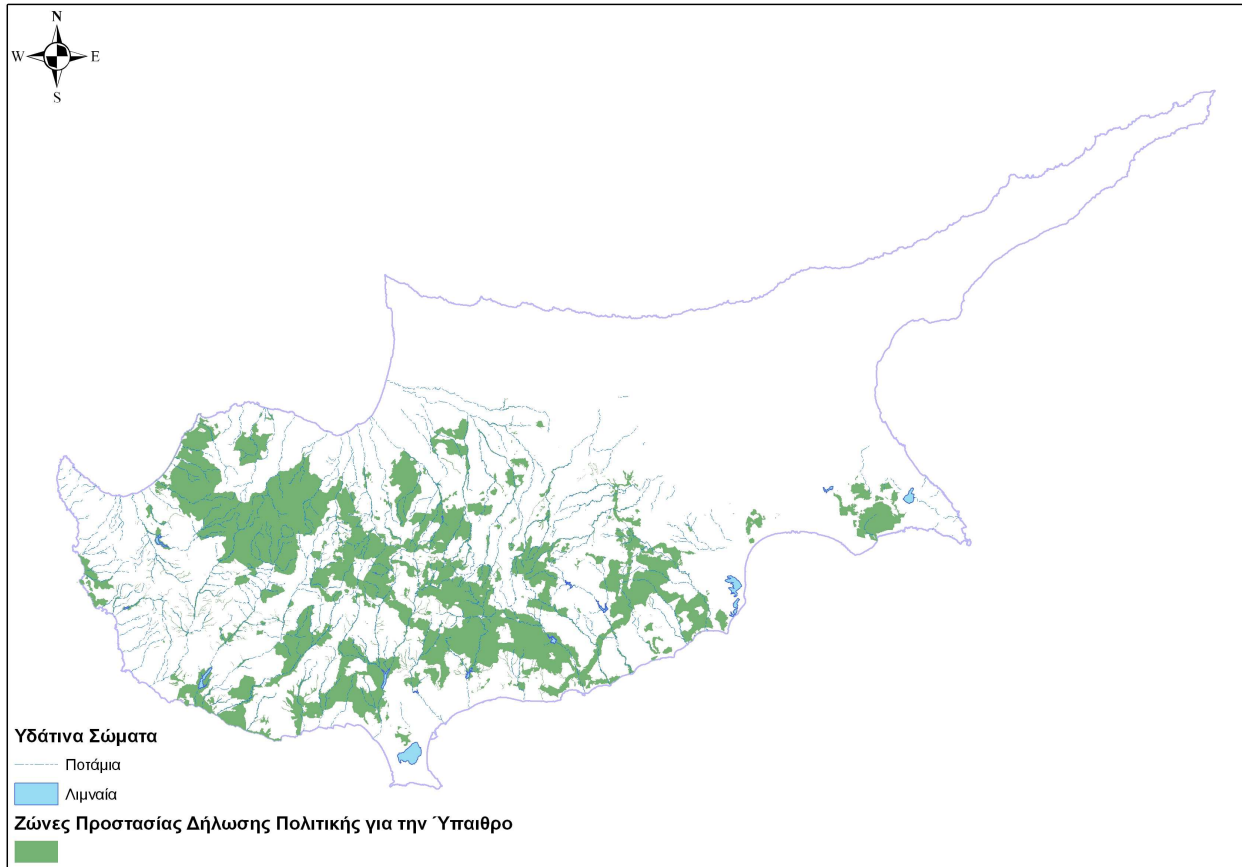 N
W E
S
Υδάτινα Σώματα
Ποτάμια
Λιμναία
Ζώνες Προστασίας Δήλωσης Πολιτικής για την Ύπαιθρο